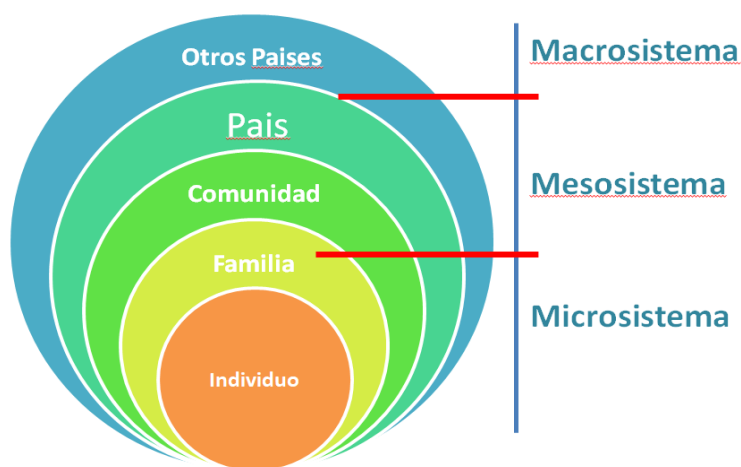 Otros Paises
Pais
Comunidad
Familia
Individuo
Macrosistema
Mesosistema
Microsistema